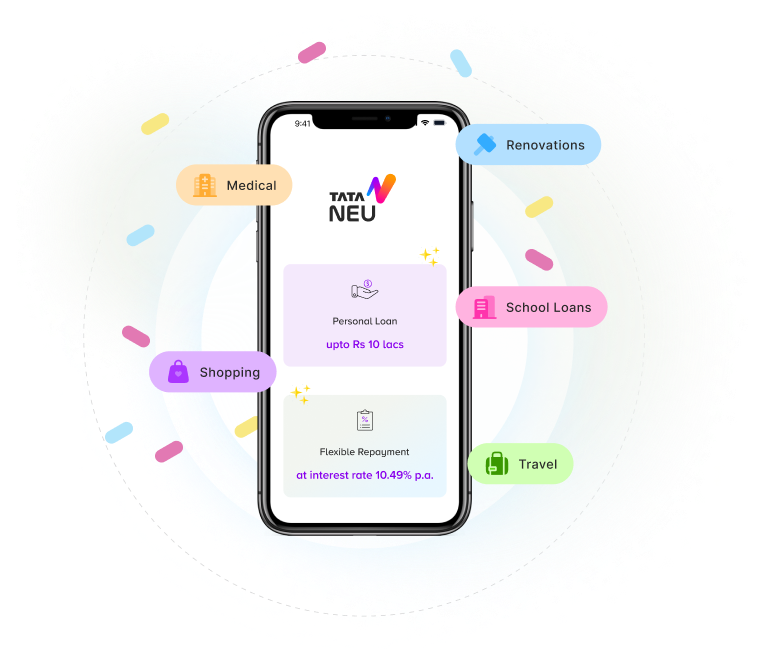 9:41
Renovations
Medical
TATA
NEU
School Loans
Personal Loan
upto Rs 10 lacs
Shopping
%
Flexible Repayment
at interest rate 10.49% p.a.
Travel